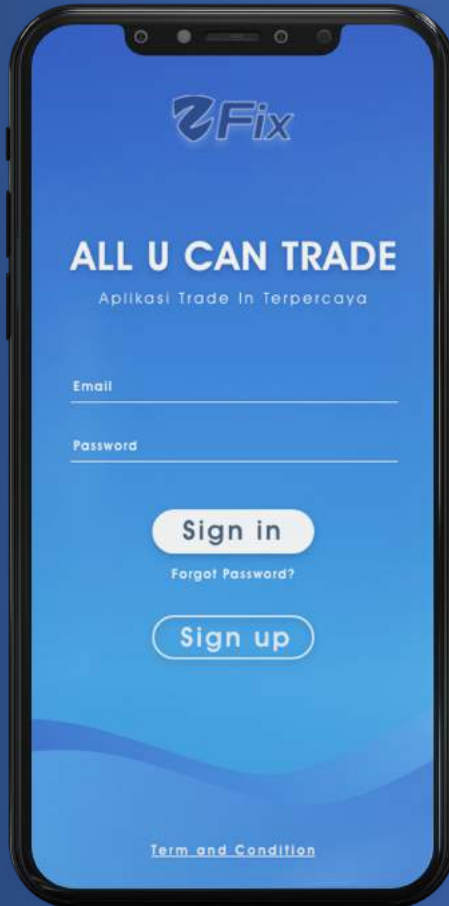 Fix
ALL U CAN TRADE
Aplikasi Trade In Terpercaya
Email
Password
Sign in
Forgot Password?
Sign up
Term and Condition